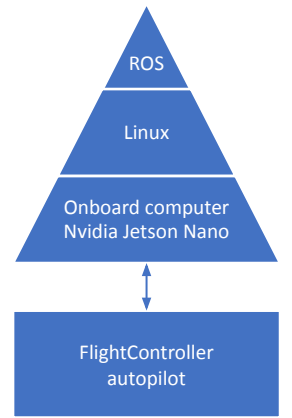 ROS
Linux
Onboard computer
Nvidia Jetson Nano
FlightController
autopilot